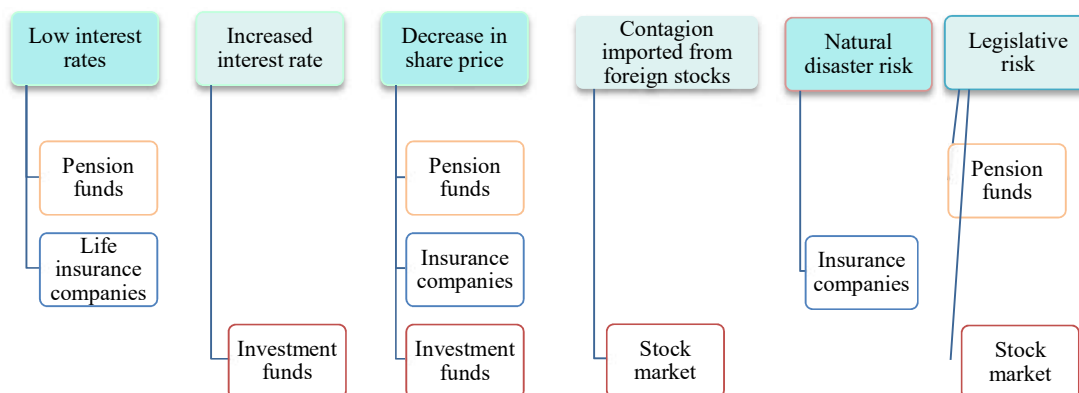 Low interest
rates
Increased
interest rate
Decrease in
share price
Contagion
imported from
foreign stocks
Natural
disaster risk
Legislative
risk
Pension
funds
Pension
funds
Pension
funds
Life
insurance
companies
Insurance
companies
Insurance
companies
Investment
funds
Investment
funds
Stock
market
Stock
market